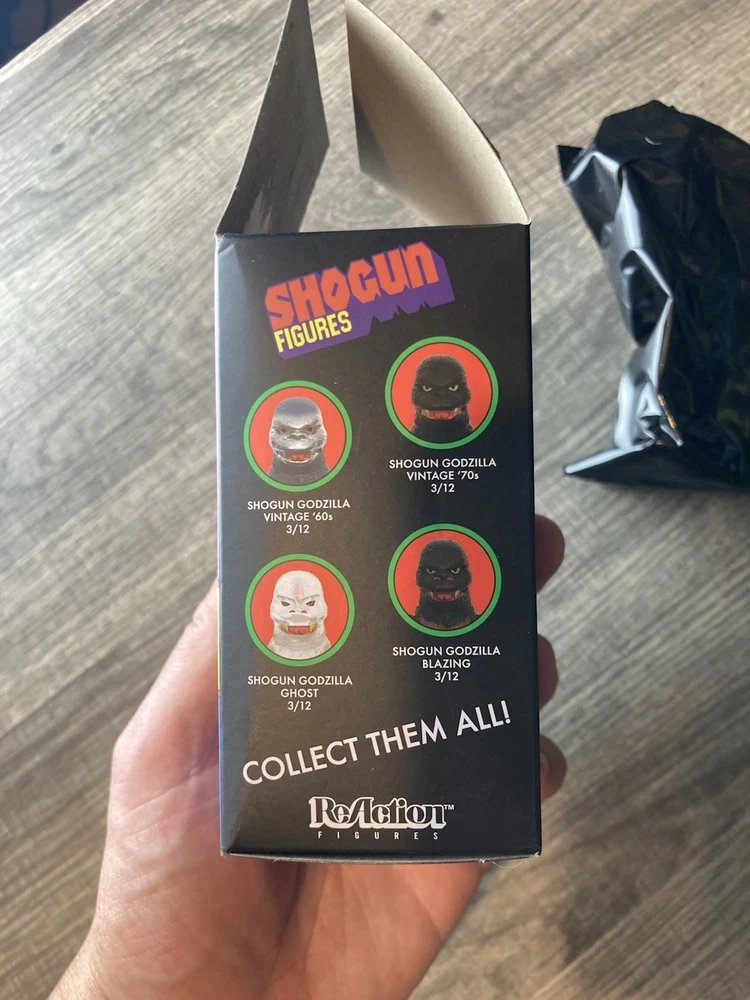 SHOGUN
FIGURES
SHOGUN GODZILLA
VINTAGE '60s
3/12
SHOGUN GODZILLA
VINTAGE '70s
3/12
SHOGUN GODZILLA
GHOST
3/12
SHOGUN GODZILLA
BLAZING
3/12
COLLECT THEM ALL!
ReAction™
FIGURES